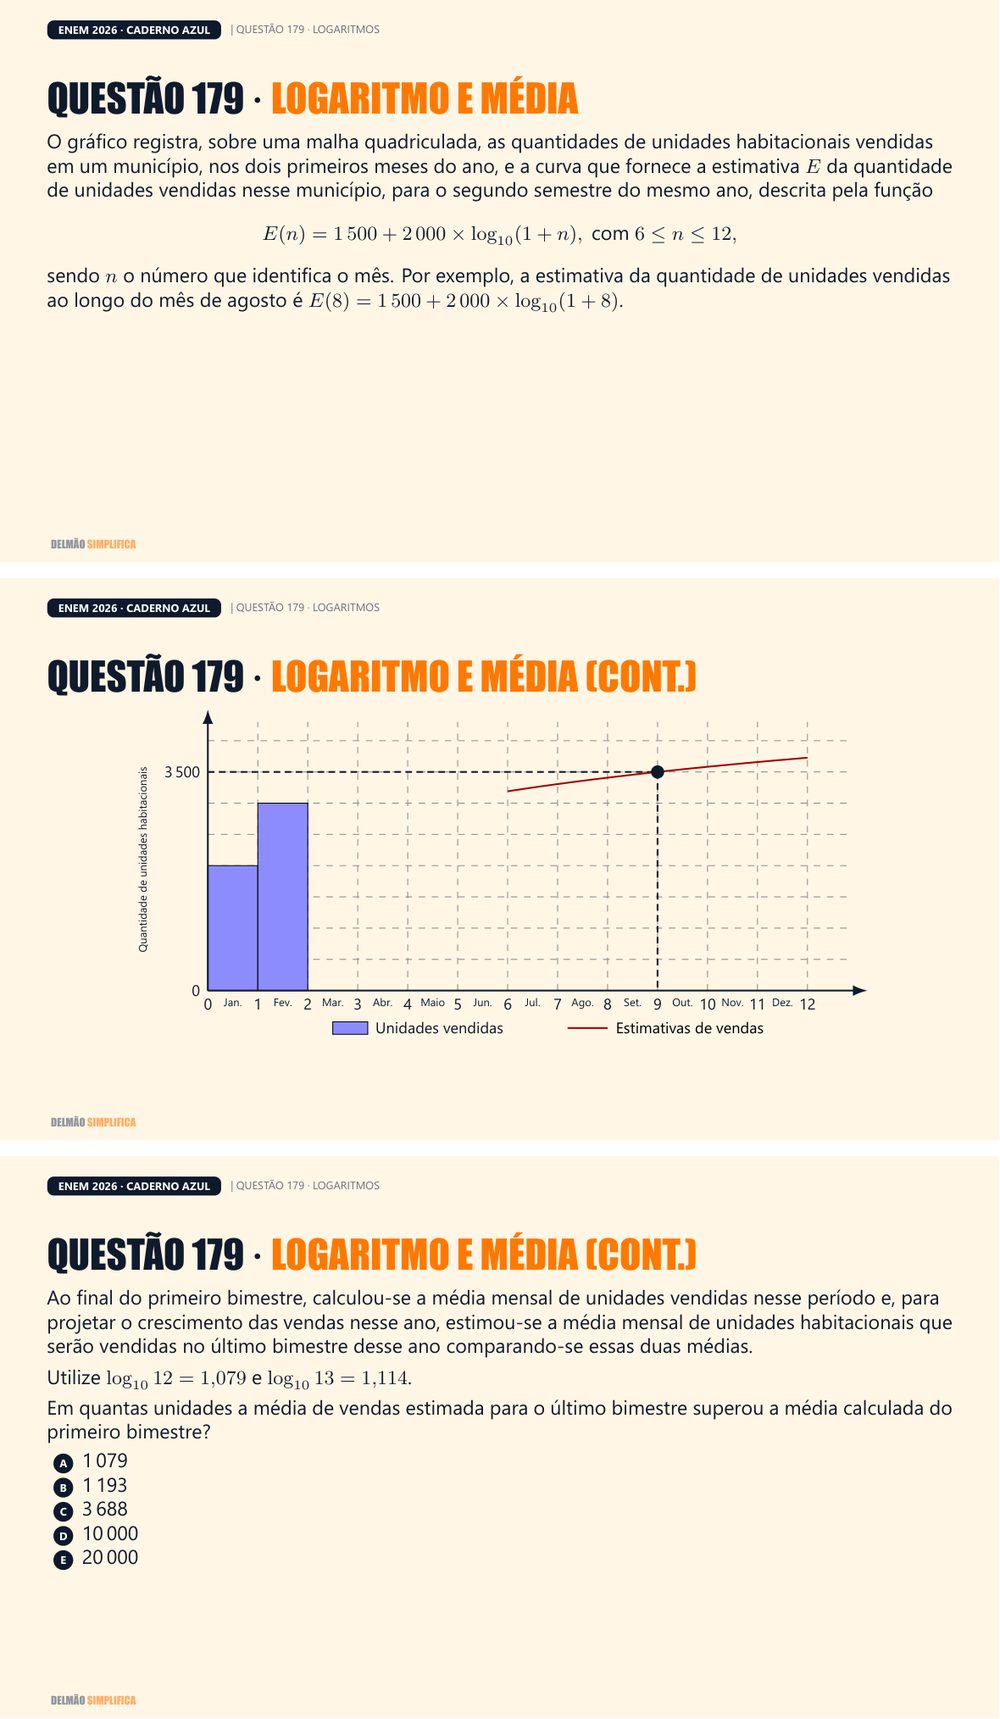 ENEM 2026 · CADERNO AZUL | QUESTÃO 179 · LOGARITMOS
QUESTÃO 179 · LOGARITMO E MÉDIA
O gráfico registra, sobre uma malha quadriculada, as quantidades de unidades habitacionais vendidas
em um município, nos dois primeiros meses do ano, e a curva que fornece a estimativa E da quantidade
de unidades vendidas nesse município, para o segundo semestre do mesmo ano, descrita pela função
E(n) = 1 500 + 2 000 × log₁₀(1 + n), com 6 ≤ n ≤ 12,
sendo n o número que identifica o mês. Por exemplo, a estimativa da quantidade de unidades vendidas
ao longo do mês de agosto é E(8) = 1 500 + 2 000 × log₁₀(1 + 8).
DELMÃO SIMPLIFICA
ENEM 2026 · CADERNO AZUL | QUESTÃO 179 · LOGARITMOS
QUESTÃO 179 · LOGARITMO E MÉDIA (CONT.)
Quantidade de unidades habitacionais
3 500
0
0 Jan. 1 Fev. 2 Mar. 3 Abr. 4 Maio 5 Jun. 6 Jul. 7 Ago. 8 Set. 9 Out. 10 Nov. 11 Dez. 12
Unidades vendidas Estimativas de vendas
DELMÃO SIMPLIFICA
ENEM 2026 · CADERNO AZUL | QUESTÃO 179 · LOGARITMOS
QUESTÃO 179 · LOGARITMO E MÉDIA (CONT.)
Ao final do primeiro bimestre, calculou-se a média mensal de unidades vendidas nesse período e, para
projetar o crescimento das vendas nesse ano, estimou-se a média mensal de unidades habitacionais que
serão vendidas no último bimestre desse ano comparando-se essas duas médias.
Utilize log₁₀ 12 = 1,079 e log₁₀ 13 = 1,114.
Em quantas unidades a média de vendas estimada para o último bimestre superou a média calculada do
primeiro bimestre?
A 1 079
B 1 193
C 3 688
D 10 000
E 20 000
DELMÃO SIMPLIFICA